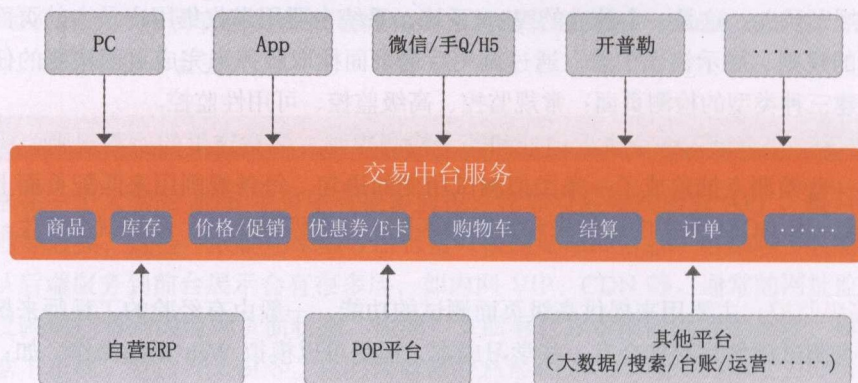 PC
App
微信/手Q/H5
开普勒
······
交易中台服务
商品
库存
价格/促销
优惠券/E卡
购物车
结算
订单
······
自营ERP
POP平台
其他平台
(大数据/搜索/台账/运营······)